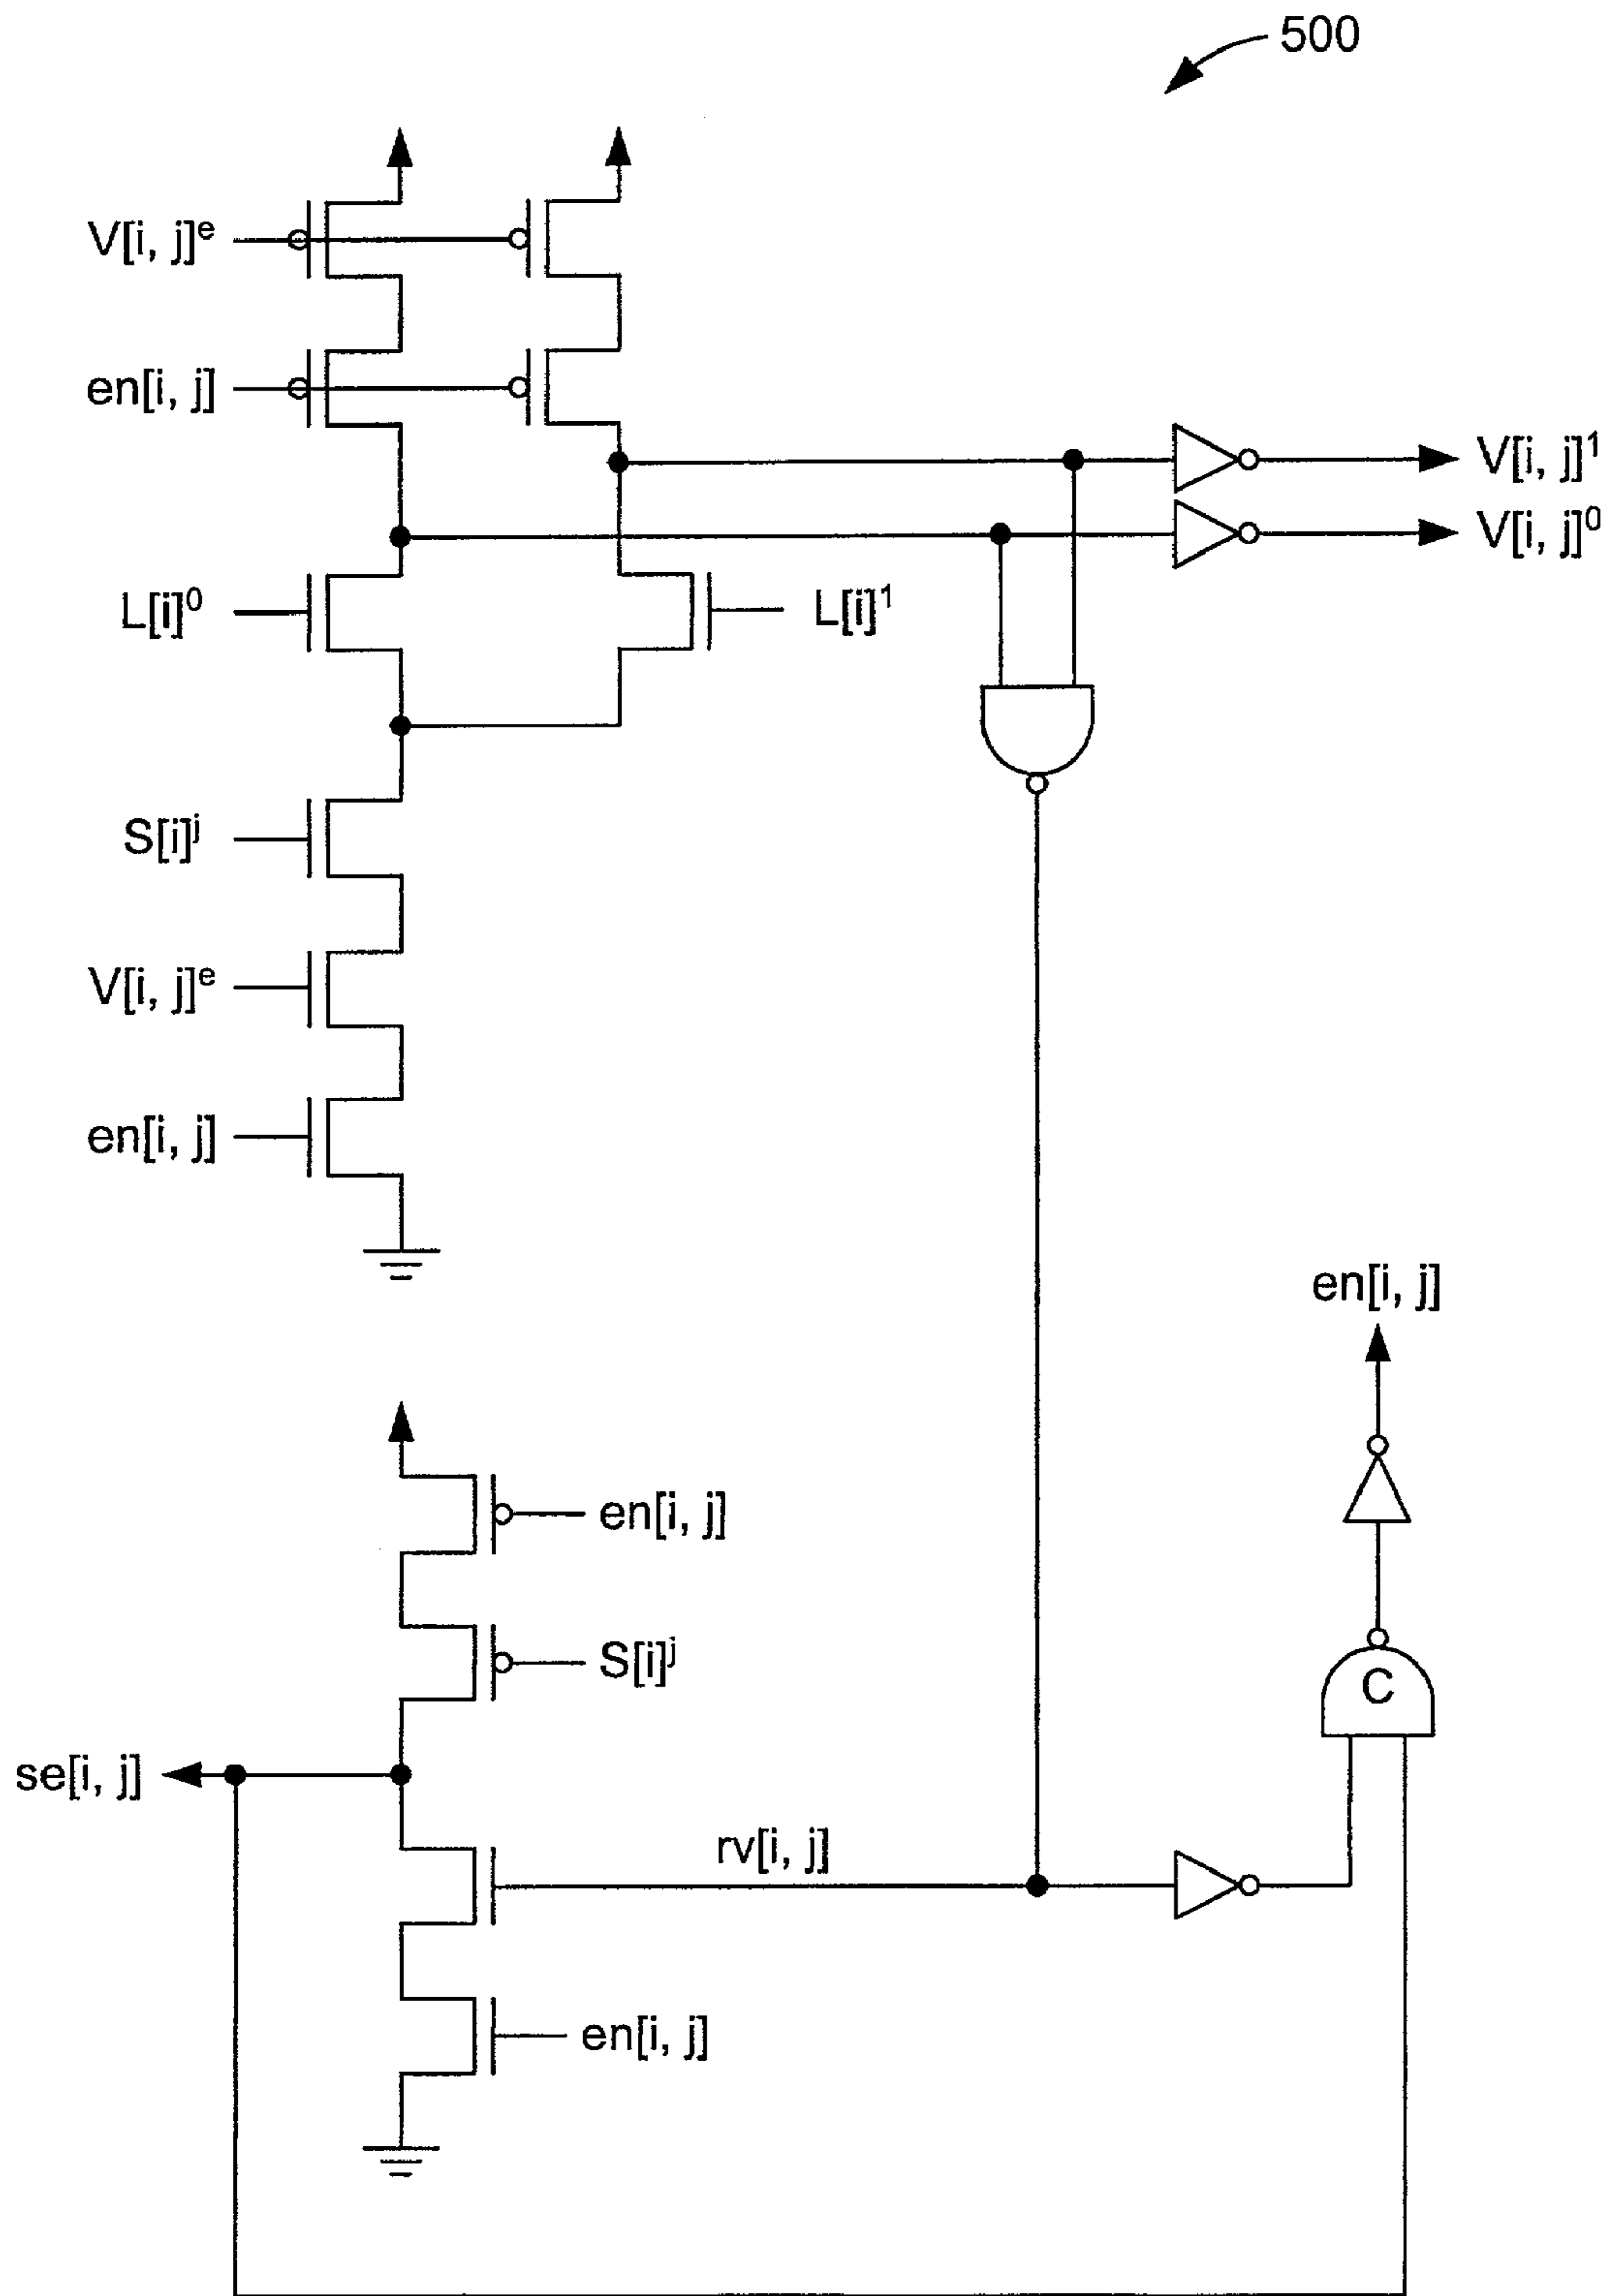 500
V[i, j]ᵉ
en[i, j]
V[i, j]¹
V[i, j]⁰
L[i]⁰
L[i]¹
S[i]ʲ
V[i, j]ᵉ
en[i, j]
en[i, j]
en[i, j]
S[i]ʲ
C
se[i, j]
rv[i, j]
en[i, j]